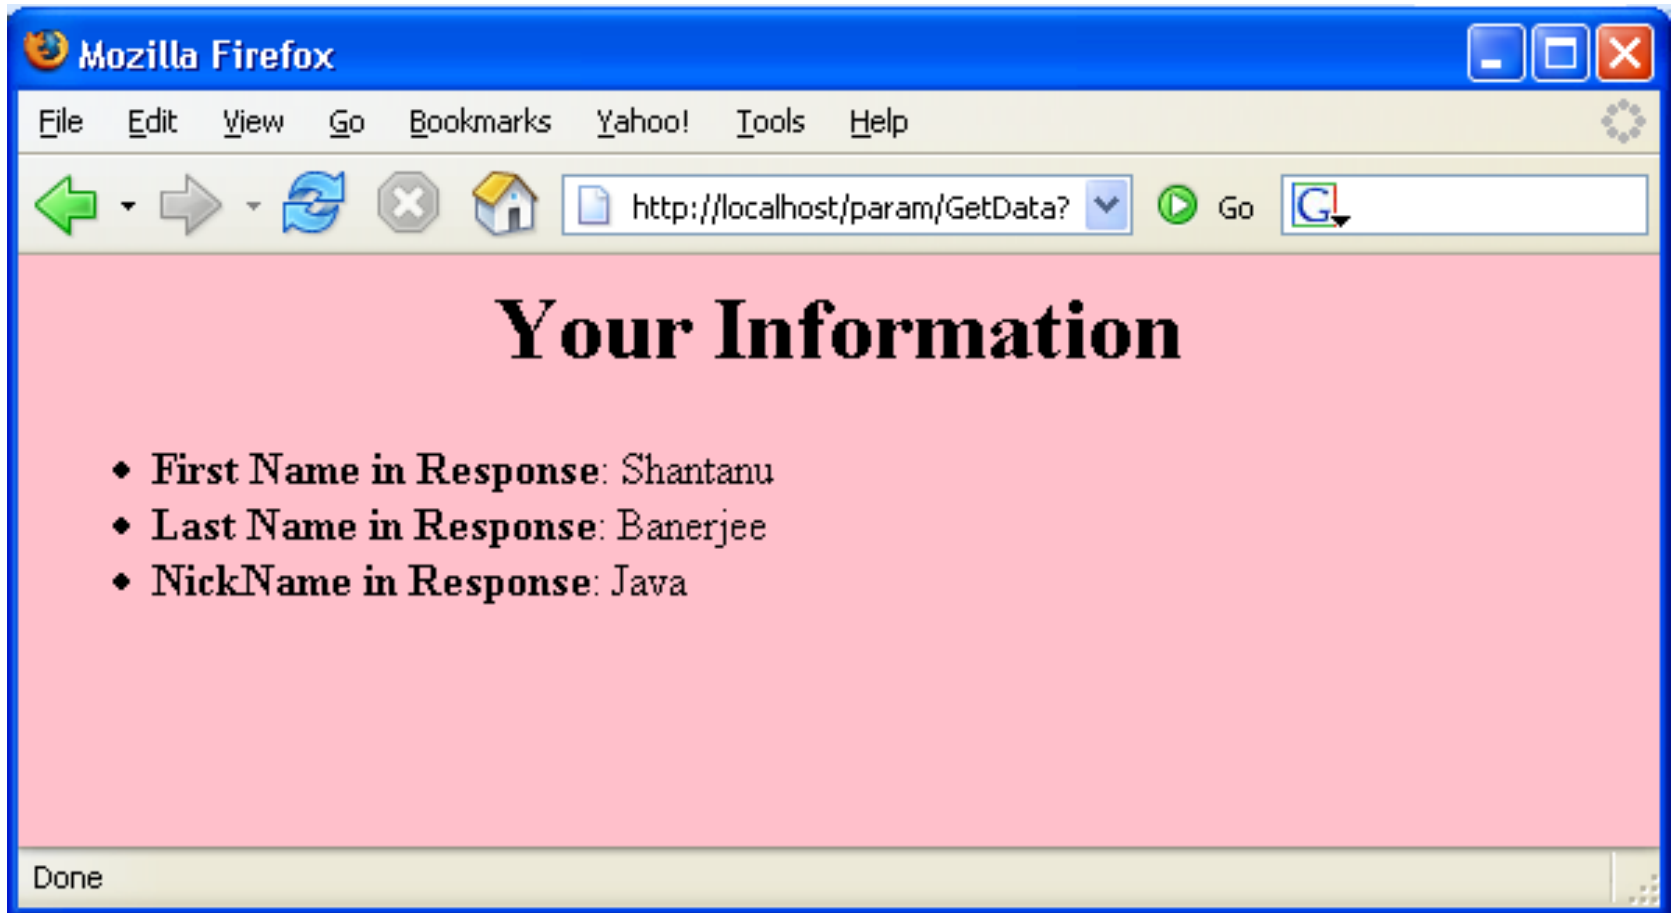 Mozilla Firefox
File Edit View Go Bookmarks Yahoo! Tools Help
http://localhost/param/GetData? Go G
Your Information
• First Name in Response: Shantanu
• Last Name in Response: Banerjee
• NickName in Response: Java
Done